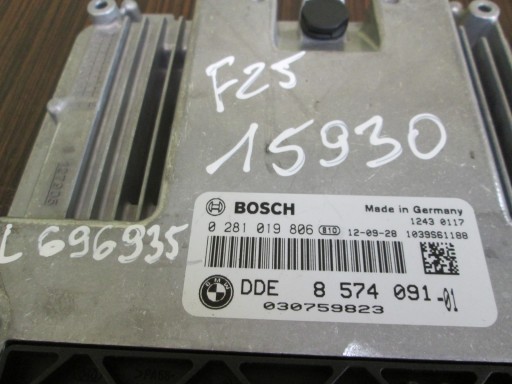 F25
15930
L 696935
BOSCH
Made in Germany
1243 0117
0 281 019 806 810 12-09-28 1039S61188
DDE 8 574 091-01
030759823